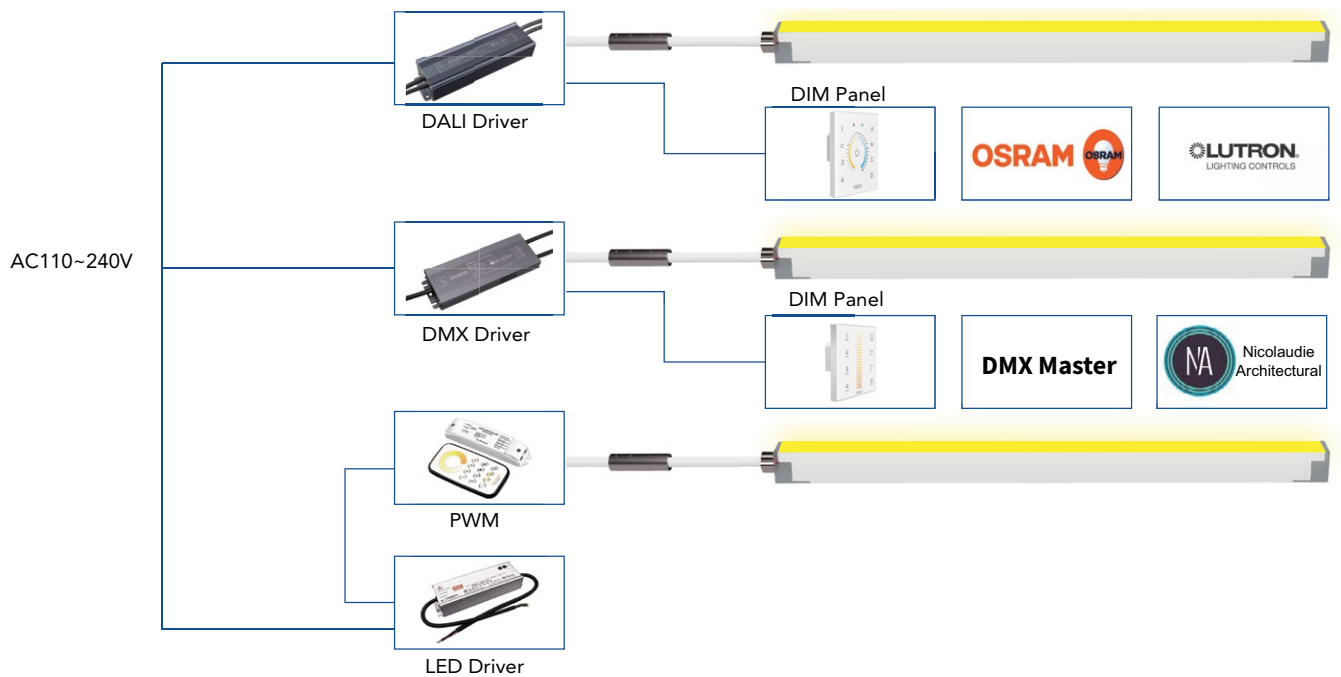 DIM Panel
DALI Driver
OSRAM
OSRAM
LUTRON.
LIGHTING CONTROLS
AC110~240V
DIM Panel
DMX Driver
DMX Master
NA
Nicolaudie
Architectural
PWM
LED Driver